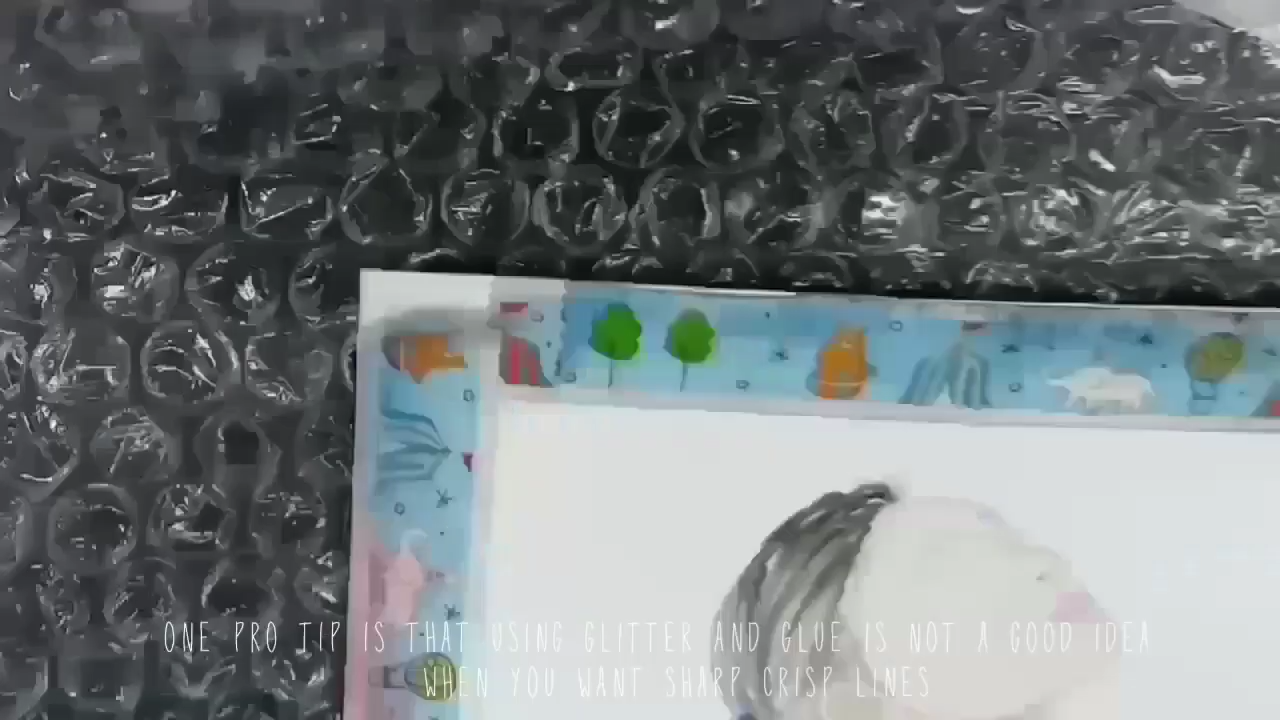 ONE PRO TIP IS THAT USING GLITTER AND GLUE IS NOT A GOOD IDEA
WHEN YOU WANT SHARP CRISP LINES